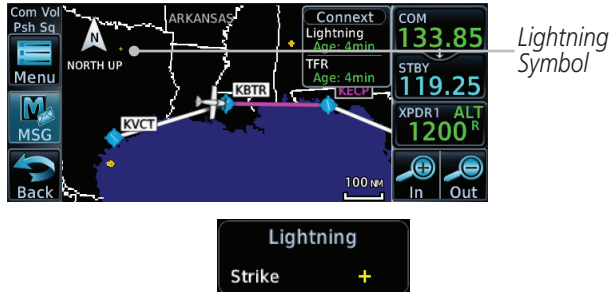 Com Vol
Psh Sq
Menu
MSG
Back
N
NORTH UP
ARKANSAS
KVCT
KBTR
KECP
100 NM
Connext
Lightning
Age: 4min
TFR
Age: 4min
COM
133.85
STBY
119.25
XPDR1 ALT
1200 R
In
Out
Lightning
Symbol
Lightning
Strike